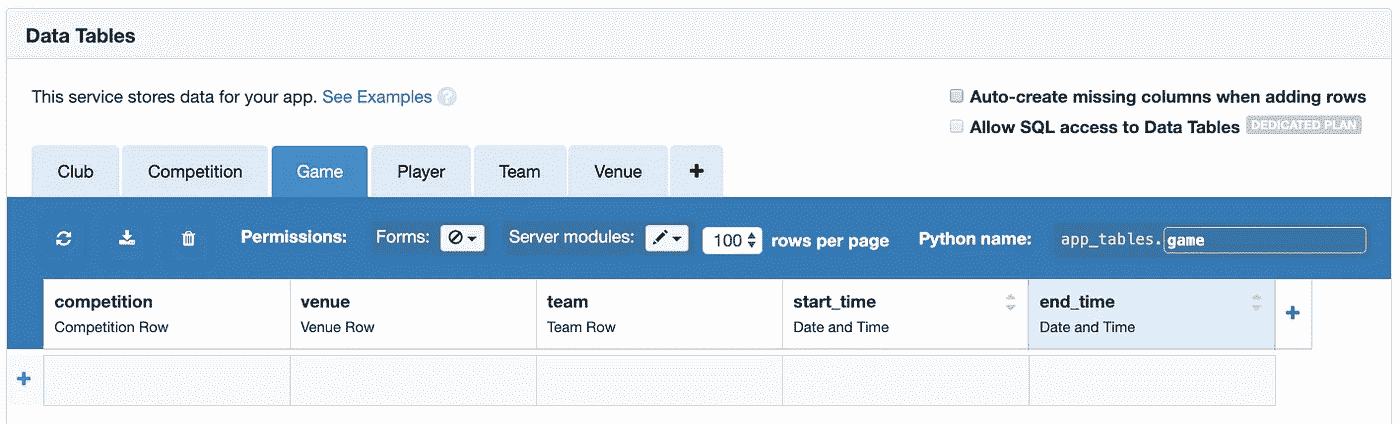 Data Tables
This service stores data for your app. See Examples ?
Auto-create missing columns when adding rows
Allow SQL access to Data Tables DEDICATED PLAN
Club Competition Game Player Team Venue +
Permissions: Forms: Server modules: 100 rows per page Python name: app_tables.game
competition venue team start_time end_time +
Competition Row Venue Row Team Row Date and Time Date and Time
+